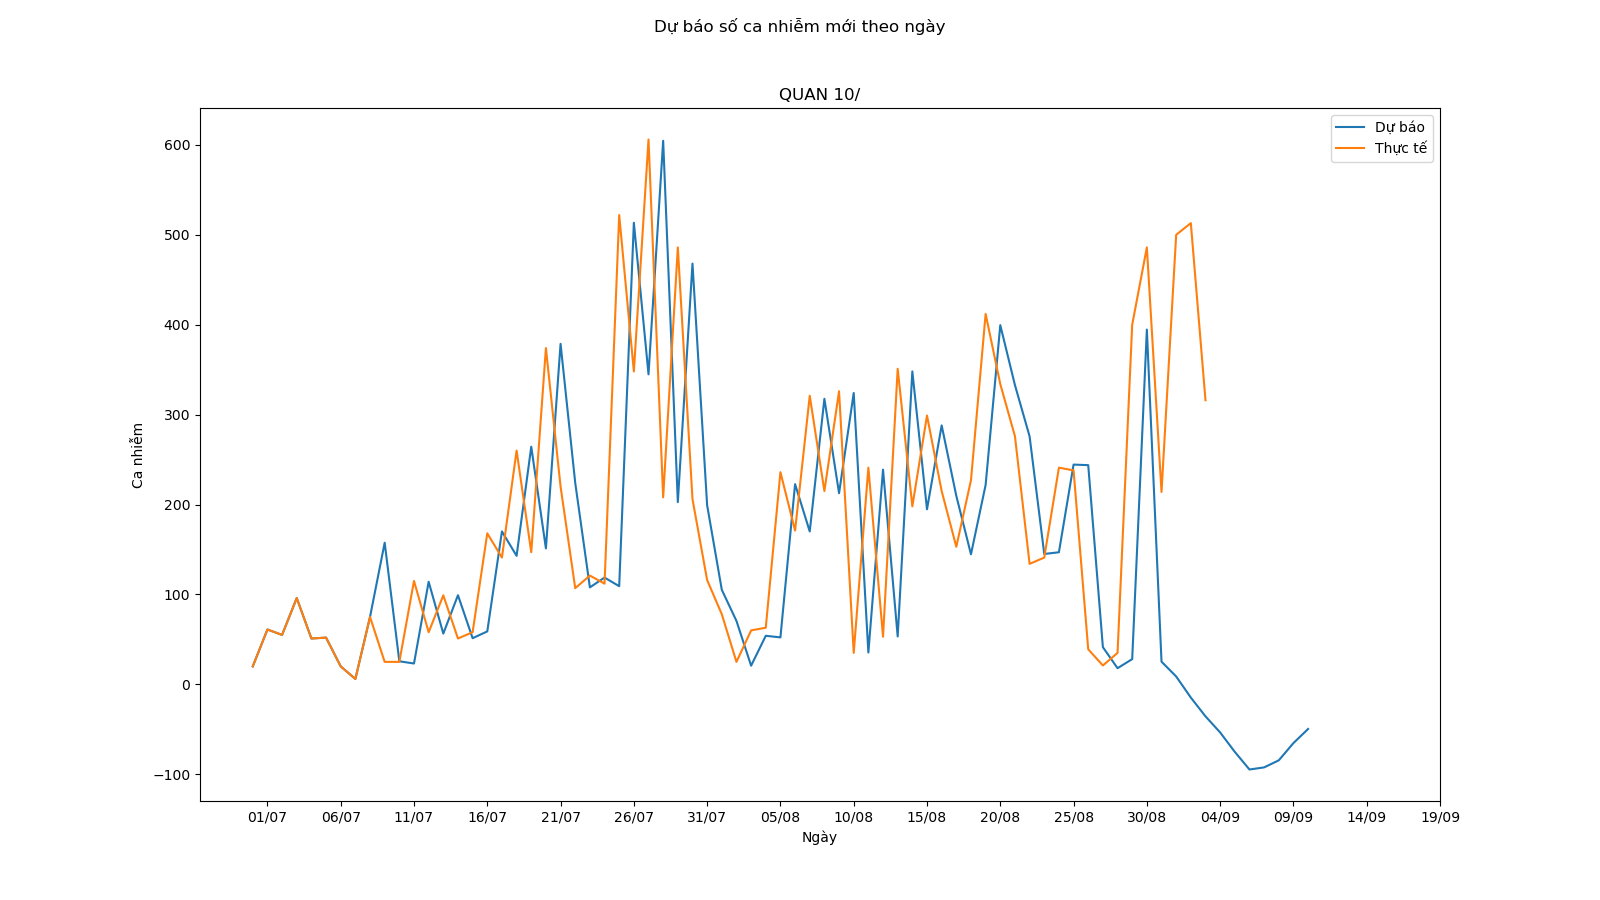 Dự báo số ca nhiễm mới theo ngày
QUAN 10/
Dự báo
Thực tế
600
500
400
300
200
100
0
−100
Ca nhiễm
01/07 06/07 11/07 16/07 21/07 26/07 31/07 05/08 10/08 15/08 20/08 25/08 30/08 04/09 09/09 14/09 19/09
Ngày